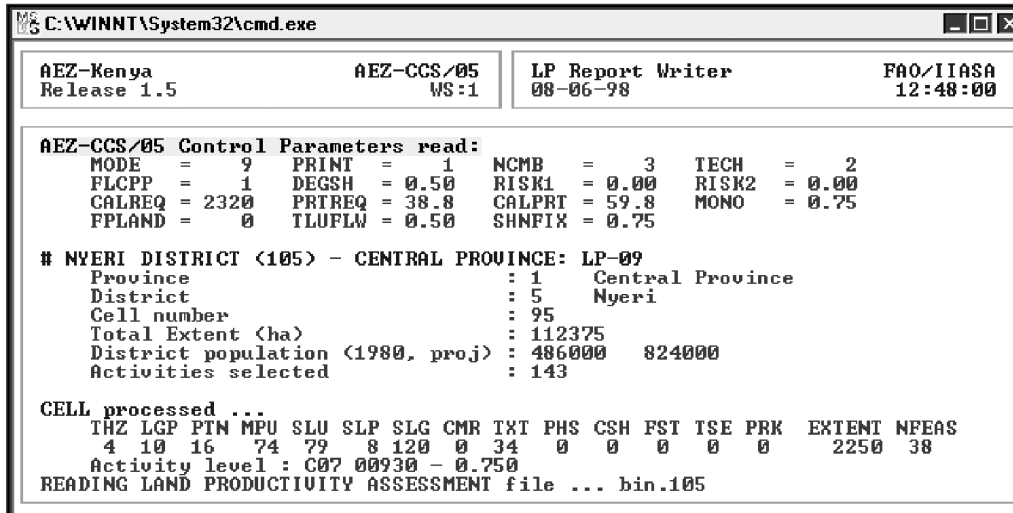 C:\WINNT\System32\cmd.exe
AEZ-Kenya AEZ-CCS/05 LP Report Writer FAO/IIASA
Release 1.5 WS:1 08-06-98 12:48:00
AEZ-CCS/05 Control Parameters read:
MODE = 9 PRINT = 1 NCMB = 3 TECH = 2
FLCPP = 1 DEGSH = 0.50 RISK1 = 0.00 RISK2 = 0.00
CALREQ = 2320 PRTREQ = 38.8 CALPRT = 59.8 MONO = 0.75
FPLAND = 0 TLUFLW = 0.50 SHNFIX = 0.75
# NYERI DISTRICT (105) - CENTRAL PROVINCE: LP-09
Province : 1 Central Province
District : 5 Nyeri
Cell number : 95
Total Extent (ha) : 112375
District population (1980, proj) : 486000 824000
Activities selected : 143
CELL processed ...
THZ LGP PTN MPU SLU SLP SLG CMR TXT PHS CSH FST TSE PRK EXTENT NFEAS
4 10 16 74 79 8 120 0 34 0 0 0 0 0 2250 38
Activity level : C07 00930 - 0.750
READING LAND PRODUCTIVITY ASSESSMENT file ... bin.105